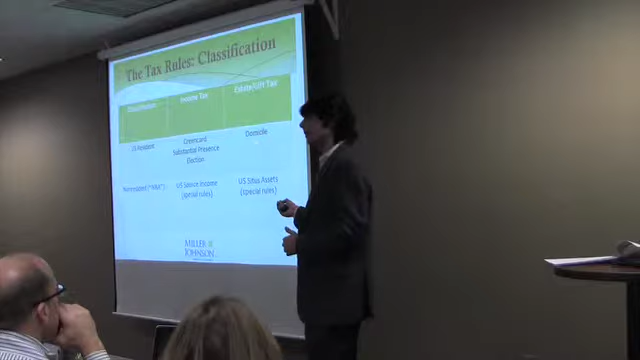 The Tax Rules: Classification
Classification
Income Tax
Estate/Gift Tax
US Resident
Greencard
Substantial Presence
Election
Domicile
Nonresident ("NRA")
US Source Income
(special rules)
US Situs Assets
(special rules)
MILLER
JOHNSON